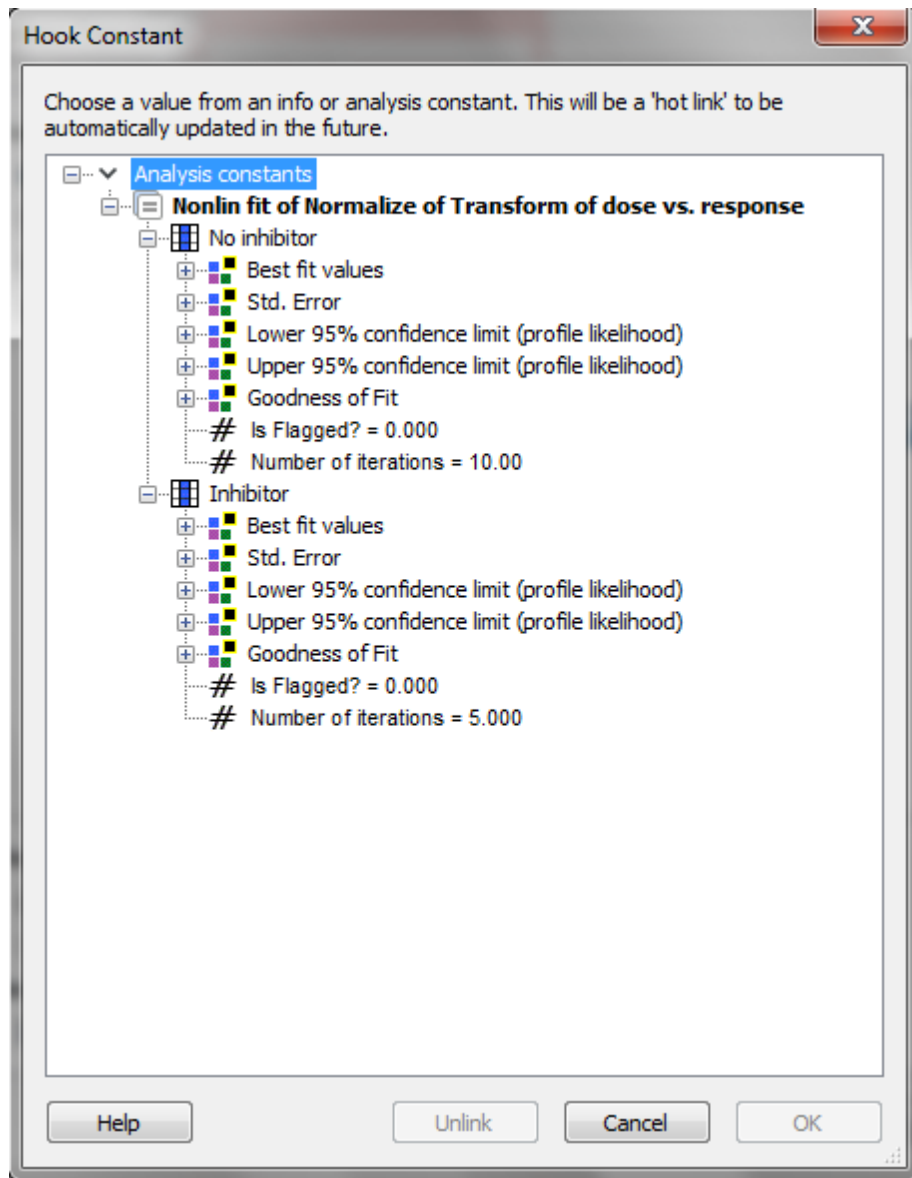 Hook Constant
Choose a value from an info or analysis constant. This will be a 'hot link' to be
automatically updated in the future.
Analysis constants
Nonlin fit of Normalize of Transform of dose vs. response
No inhibitor
Best fit values
Std. Error
Lower 95% confidence limit (profile likelihood)
Upper 95% confidence limit (profile likelihood)
Goodness of Fit
# Is Flagged? = 0.000
# Number of iterations = 10.00
Inhibitor
Best fit values
Std. Error
Lower 95% confidence limit (profile likelihood)
Upper 95% confidence limit (profile likelihood)
Goodness of Fit
# Is Flagged? = 0.000
# Number of iterations = 5.000
Help Unlink Cancel OK